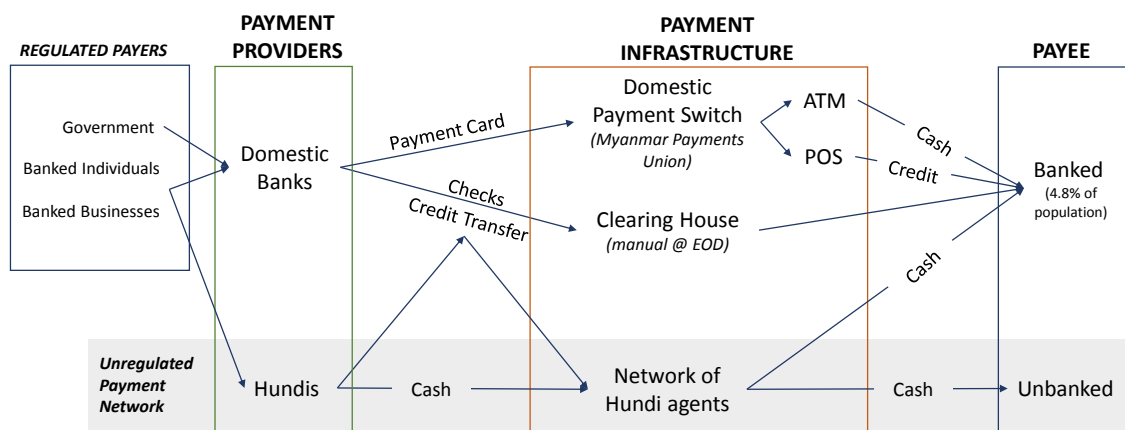 REGULATED PAYERS
PAYMENT
PROVIDERS
PAYMENT
INFRASTRUCTURE
PAYEE
Government
Banked Individuals
Banked Businesses
Domestic
Banks
Payment Card
Checks
Credit Transfer
Domestic
Payment Switch
(Myanmar Payments
Union)
ATM
POS
Cash
Credit
Clearing House
(manual @ EOD)
Cash
Banked
(4.8% of
population)
Unregulated
Payment
Network
Hundis
Cash
Network of
Hundi agents
Cash
Unbanked